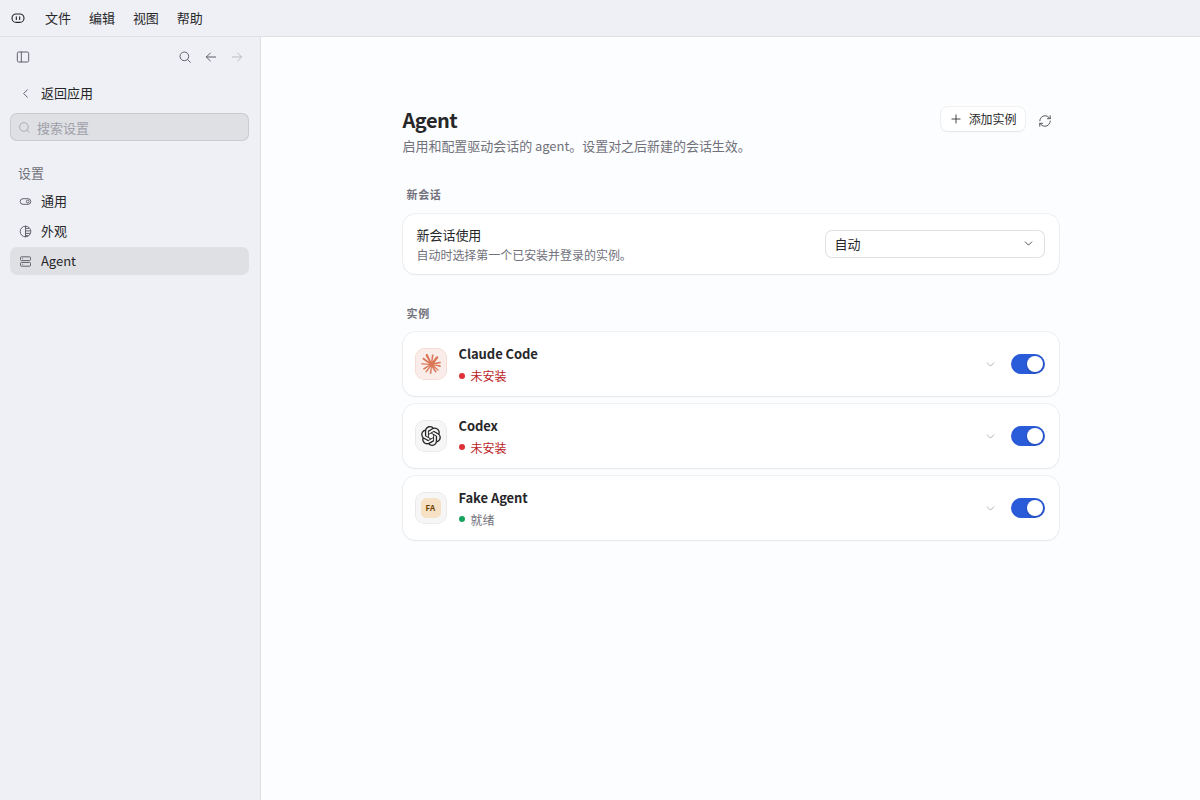 文件 编辑 视图 帮助
返回应用
搜索设置
设置
通用
外观
Agent
Agent
添加实例
启用和配置驱动会话的 agent。设置对之后新建的会话生效。
新会话
新会话使用
自动时选择第一个已安装并登录的实例。
自动
实例
Claude Code
未安装
Codex
未安装
FA
Fake Agent
就绪